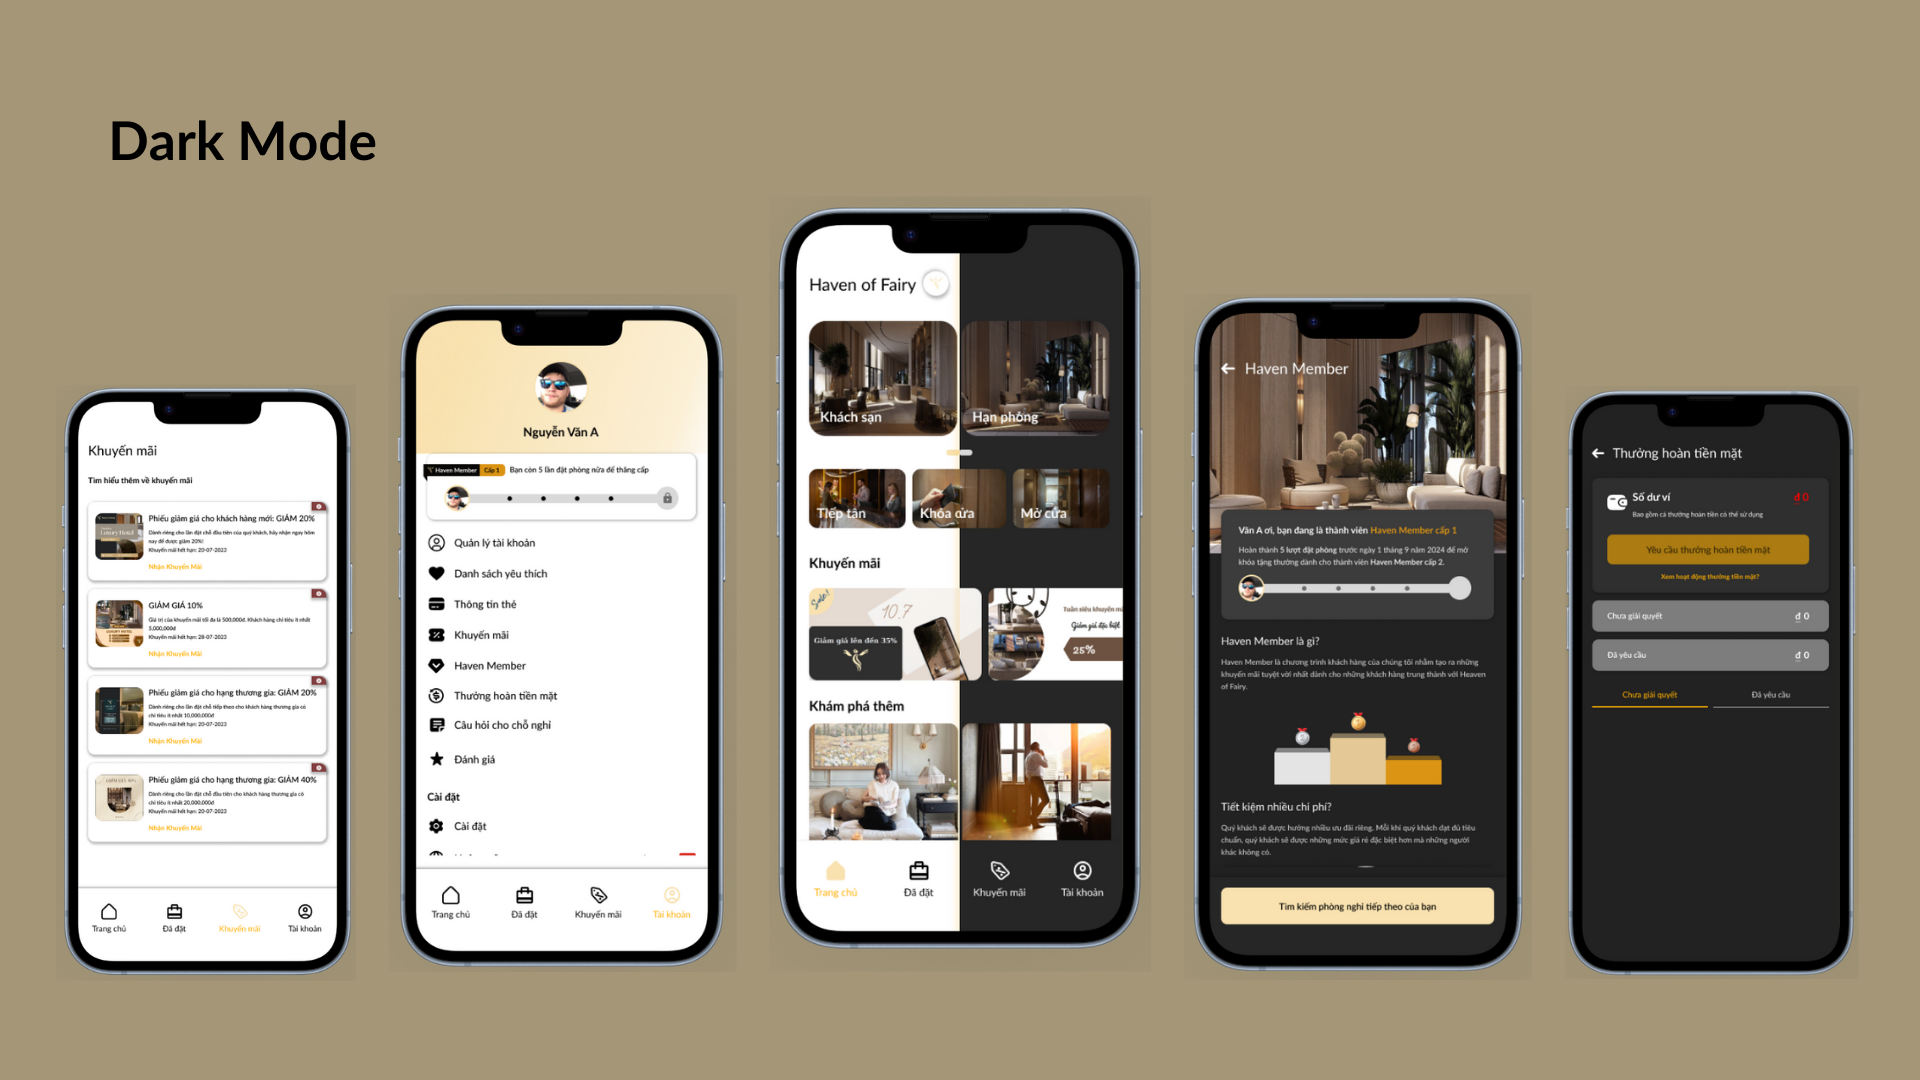 Dark Mode
Khuyến mãi
Tìm hiểu thêm về khuyến mãi
Phiếu giảm giá cho khách hàng mới: GIẢM 20%
Dành riêng cho lần đặt chỗ đầu tiên của quý khách, hãy nhận ngay hôm
nay để được giảm 20%!
Khuyến mãi hết hạn: 20-07-2023
Nhận Khuyến Mãi
GIẢM GIÁ 10%
Giá trị của khuyến mãi tối đa là 500,000đ. Khách hàng chi tiêu ít nhất
5,000,000đ
Khuyến mãi hết hạn: 28-07-2023
Nhận Khuyến Mãi
Phiếu giảm giá cho hạng thương gia: GIẢM 20%
Dành riêng cho lần đặt chỗ tiếp theo cho khách hàng thương gia có
chi tiêu ít nhất 10,000,000đ
Khuyến mãi hết hạn: 20-07-2023
Nhận Khuyến Mãi
Phiếu giảm giá cho hạng thương gia: GIẢM 40%
Dành riêng cho lần đặt chỗ đầu tiên cho khách hàng thương gia có
chi tiêu ít nhất 20,000,000đ
Khuyến mãi hết hạn: 20-07-2023
Nhận Khuyến Mãi
Trang chủ
Đã đặt
Khuyến mãi
Tài khoản
Nguyễn Văn A
Haven Member
Cấp 1
Bạn còn 5 lần đặt phòng nữa để thăng cấp
Quản lý tài khoản
Danh sách yêu thích
Thông tin thẻ
Khuyến mãi
Haven Member
Thưởng hoàn tiền mặt
Câu hỏi cho chỗ nghỉ
Đánh giá
Cài đặt
Cài đặt
Trang chủ
Đã đặt
Khuyến mãi
Tài khoản
Haven of Fairy
Khách sạn
Hạn phòng
Tiếp tân
Khóa cửa
Mở cửa
Khuyến mãi
Sale!
10.7
Giảm giá lên đến 35%
Tuần siêu khuyến mã
Giảm giá đặc biệt
25%
Khám phá thêm
Trang chủ
Đã đặt
Khuyến mãi
Tài khoản
Haven Member
Văn A ơi, bạn đang là thành viên Haven Member cấp 1
Hoàn thành 5 lượt đặt phòng trước ngày 1 tháng 9 năm 2024 để mở
khóa tặng thưởng dành cho thành viên Haven Member cấp 2.
Haven Member là gì?
Haven Member là chương trình khách hàng của chúng tôi nhằm tạo ra những
khuyến mãi tuyệt vời nhất dành cho những khách hàng trung thành với Heaven
of Fairy.
Tiết kiệm nhiều chi phí?
Quý khách sẽ được hưởng nhiều ưu đãi riêng. Mỗi khi quý khách đạt đủ tiêu
chuẩn, quý khách sẽ được những mức giá rẻ đặc biệt hơn mà những người
khác không có.
Tìm kiếm phòng nghỉ tiếp theo của bạn
Thưởng hoàn tiền mặt
Số dư ví
đ 0
Bao gồm cả thưởng hoàn tiền có thể sử dụng
Yêu cầu thưởng hoàn tiền mặt
Xem hoạt động thưởng tiền mặt?
Chưa giải quyết
đ 0
Đã yêu cầu
đ 0
Chưa giải quyết
Đã yêu cầu